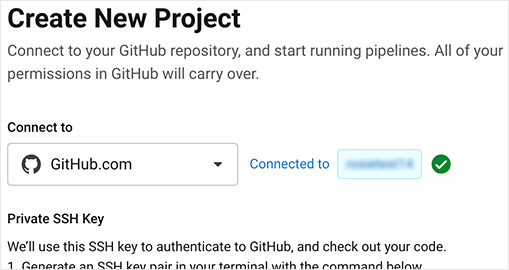 Create New Project
Connect to your GitHub repository, and start running pipelines. All of your
permissions in GitHub will carry over.
Connect to
GitHub.com
Connected to
Private SSH Key
We'll use this SSH key to authenticate to GitHub, and check out your code.
1. Generate an SSH key pair in your terminal with the command below